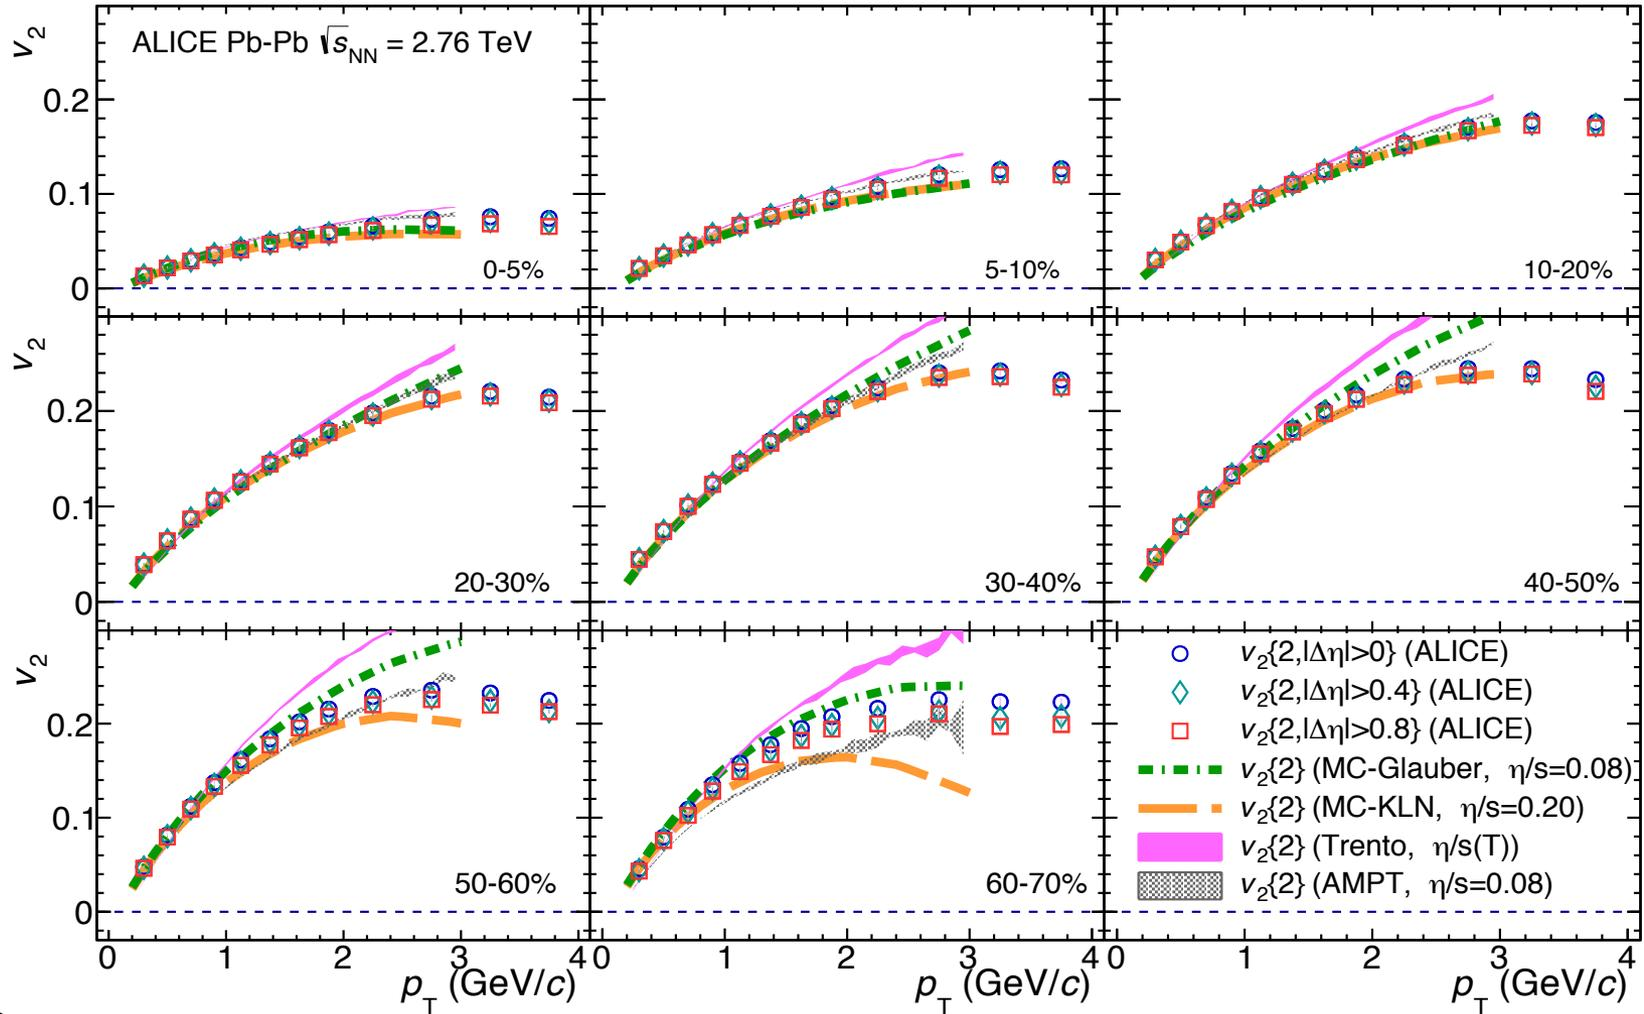 v2
ALICE Pb-Pb √sNN = 2.76 TeV
0.2
0.1
0
0-5%
5-10%
10-20%
v2
0.2
0.1
0
20-30%
30-40%
40-50%
v2
0.2
0.1
0
50-60%
60-70%
v2{2,|Δη|>0} (ALICE)
v2{2,|Δη|>0.4} (ALICE)
v2{2,|Δη|>0.8} (ALICE)
v2{2} (MC-Glauber, η/s=0.08)
v2{2} (MC-KLN, η/s=0.20)
v2{2} (Trento, η/s(T))
v2{2} (AMPT, η/s=0.08)
0 1 2 3 4 0 1 2 3 4 0 1 2 3 4
pT (GeV/c) pT (GeV/c) pT (GeV/c)